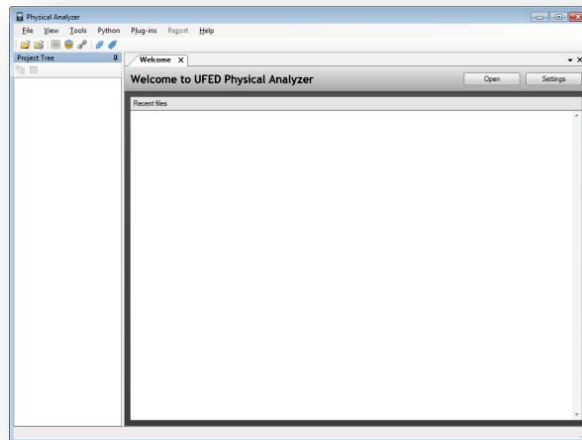 Physical Analyzer
File View Tools Python Plug-ins Report Help
Project Tree
Welcome
Welcome to UFED Physical Analyzer
Open
Settings
Recent files